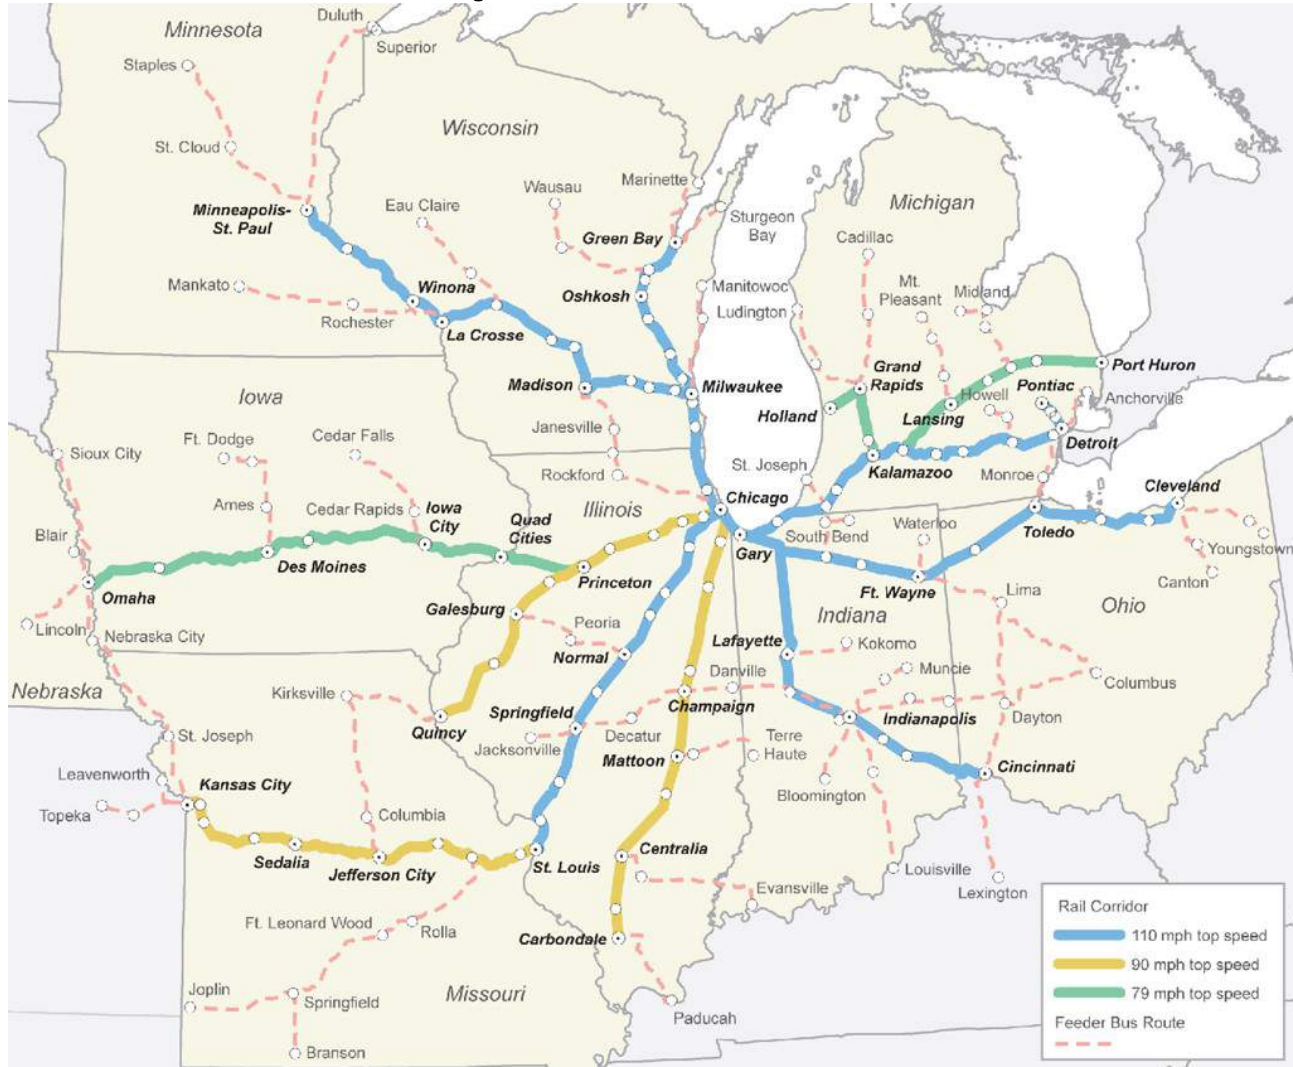 Duluth
Minnesota
Superior
Staples
Wisconsin
St. Cloud
Marinette
Wausau
Michigan
Eau Claire
Minneapolis-
St. Paul
Sturgeon
Bay
Green Bay
Cadillac
Mankato
Winona
Manitowoc
Mt.
Pleasant
Midland
Oshkosh
Ludington
Rochester
La Crosse
Grand
Rapids
Port Huron
Madison
Milwaukee
Pontiac
Iowa
Holland
Lansing
Howell
Anchorville
Janesville
Ft. Dodge
Cedar Falls
Detroit
Sioux City
Rockford
St. Joseph
Kalamazoo
Monroe
Cleveland
Chicago
Ames
Cedar Rapids
Iowa
City
Illinois
Quad
Cities
Waterloo
Toledo
Blair
South Bend
Gary
Youngstown
Des Moines
Princeton
Ft. Wayne
Canton
Omaha
Lima
Ohio
Galesburg
Indiana
Lincoln
Nebraska City
Peoria
Lafayette
Kokomo
Normal
Danville
Muncie
Nebraska
Kirksville
Columbus
Champaign
Springfield
Indianapolis
Dayton
Quincy
St. Joseph
Jacksonville
Decatur
Terre
Haute
Mattoon
Leavenworth
Kansas City
Cincinnati
Bloomington
Topeka
Columbia
Sedalia
Jefferson City
St. Louis
Centralia
Louisville
Evansville
Lexington
Ft. Leonard Wood
Rolla
Carbondale
Joplin
Springfield
Missouri
Paducah
Branson
Rail Corridor
110 mph top speed
90 mph top speed
79 mph top speed
Feeder Bus Route